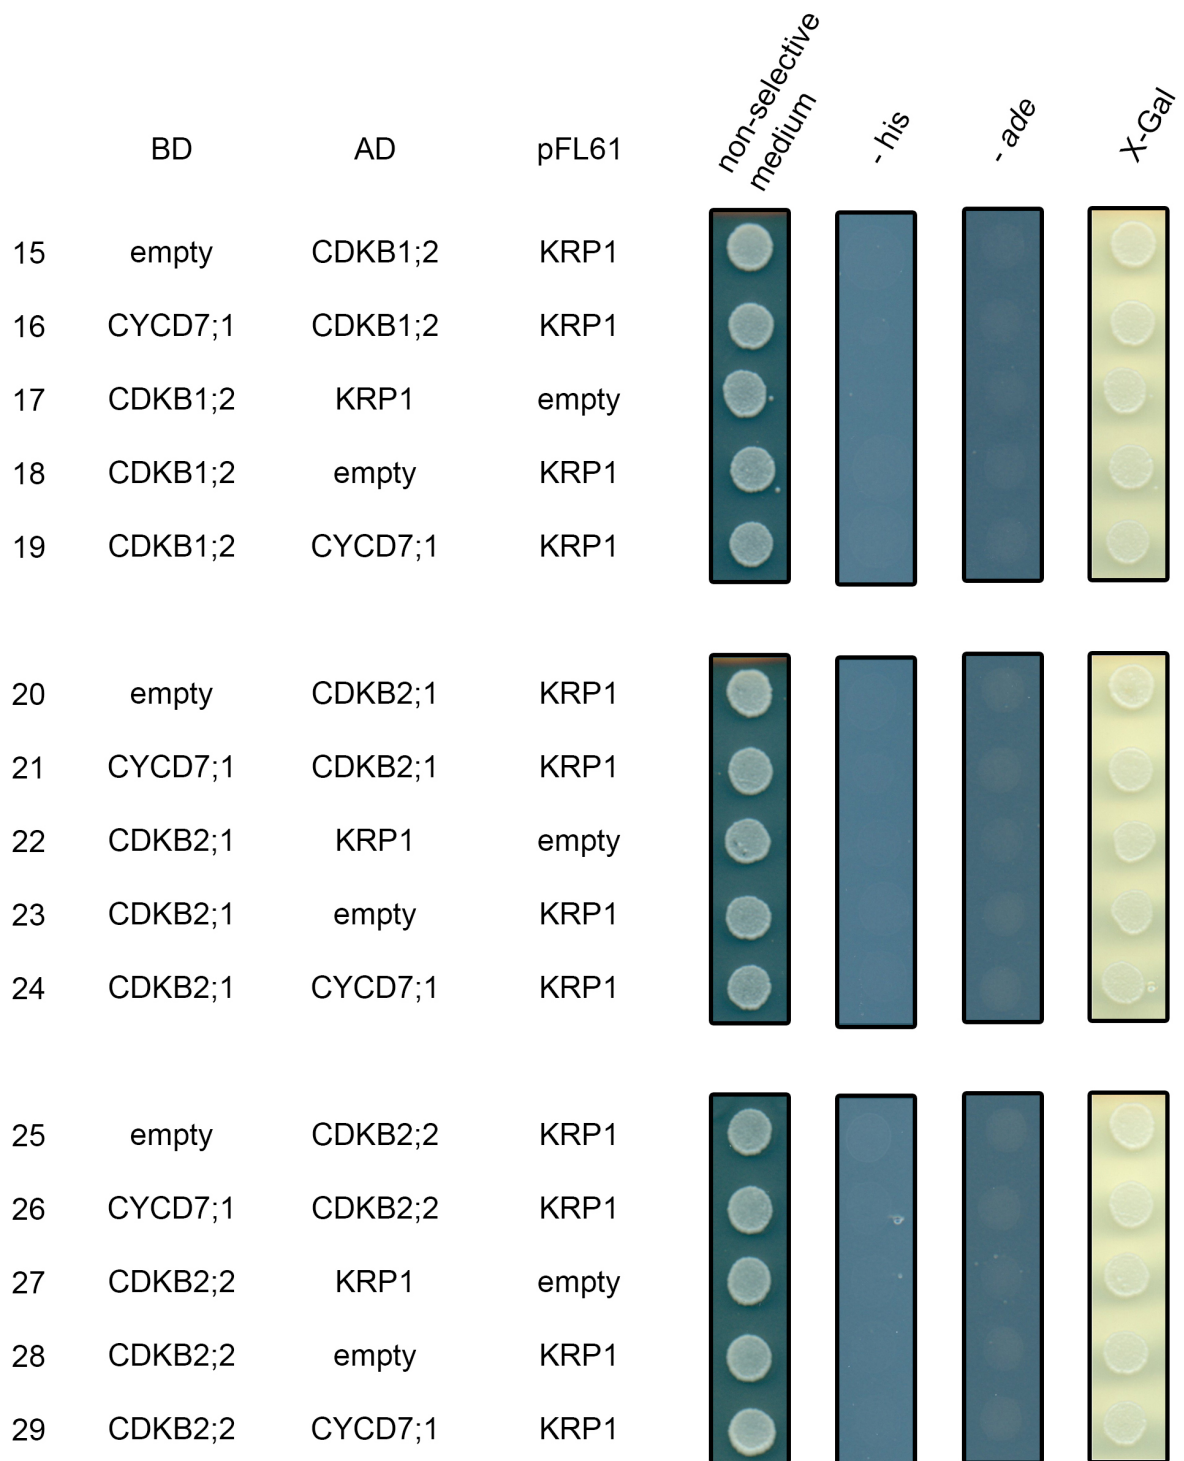 BD AD pFL61 non-selective medium - his - ade X-Gal
15 empty CDKB1;2 KRP1
16 CYCD7;1 CDKB1;2 KRP1
17 CDKB1;2 KRP1 empty
18 CDKB1;2 empty KRP1
19 CDKB1;2 CYCD7;1 KRP1
20 empty CDKB2;1 KRP1
21 CYCD7;1 CDKB2;1 KRP1
22 CDKB2;1 KRP1 empty
23 CDKB2;1 empty KRP1
24 CDKB2;1 CYCD7;1 KRP1
25 empty CDKB2;2 KRP1
26 CYCD7;1 CDKB2;2 KRP1
27 CDKB2;2 KRP1 empty
28 CDKB2;2 empty KRP1
29 CDKB2;2 CYCD7;1 KRP1